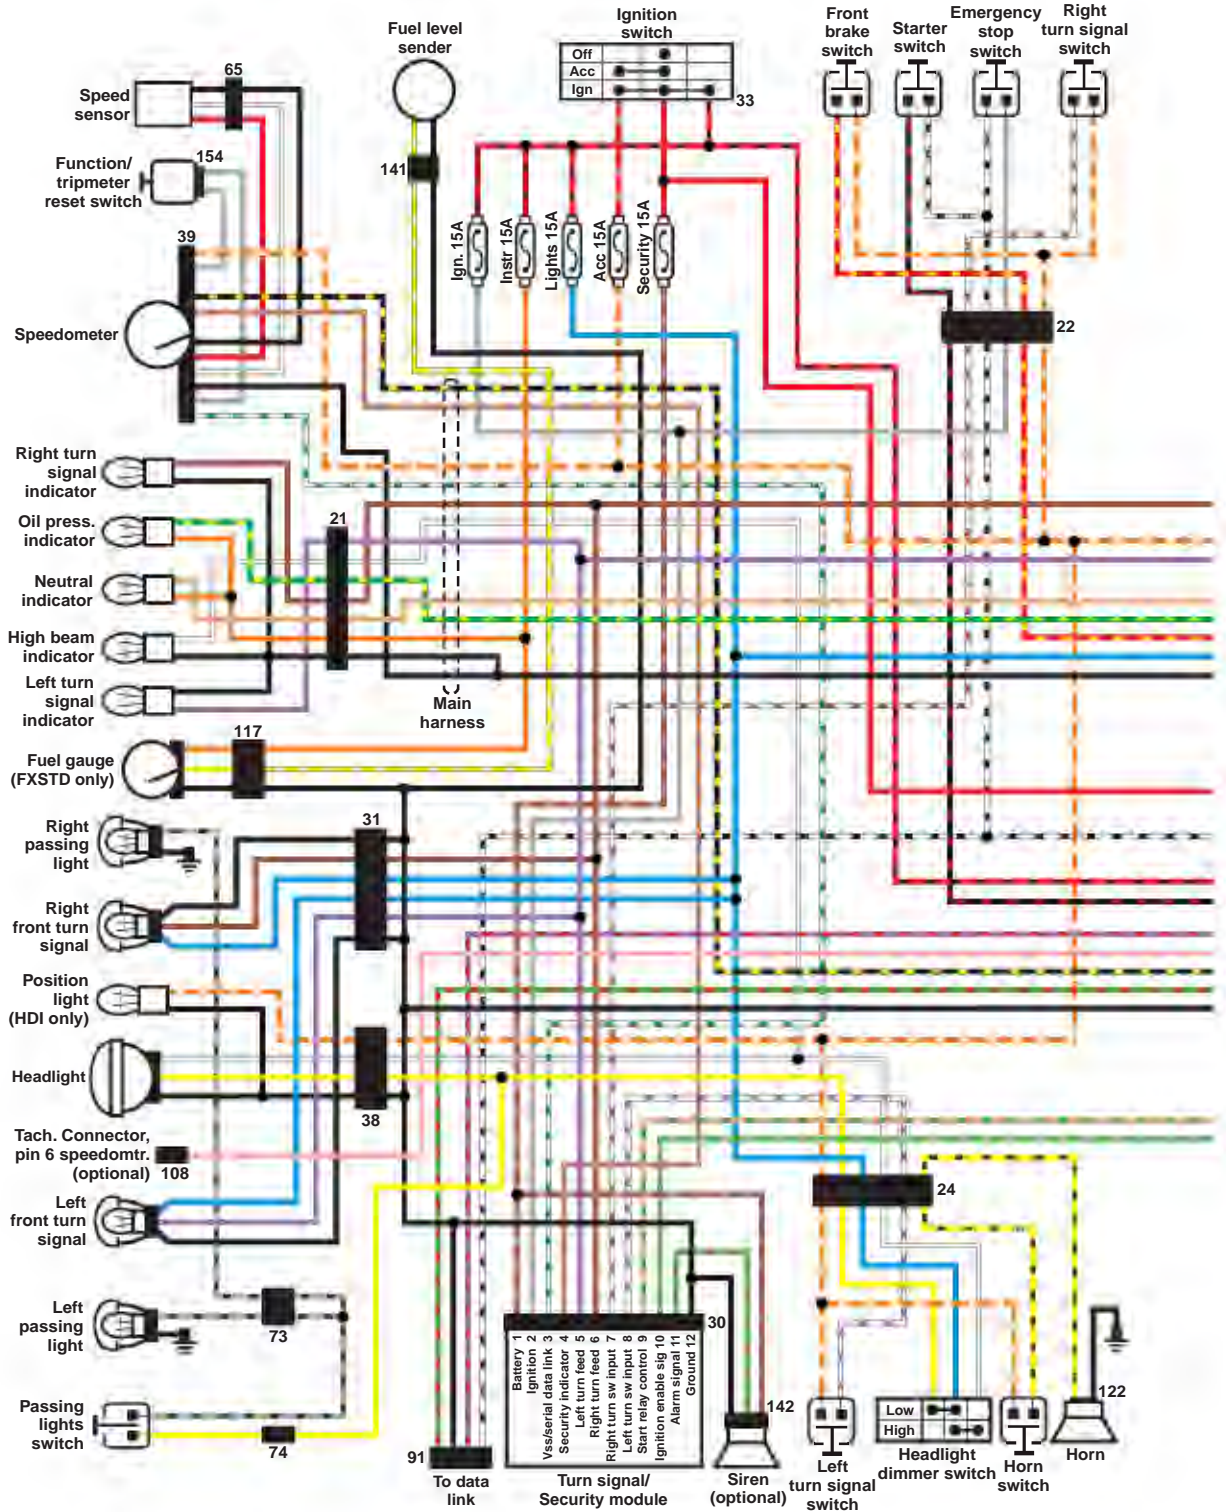 Fuel level
sender
Ignition
switch
Off
Acc
Ign
33
Front
brake
switch
Starter
switch
Emergency
stop
switch
Right
turn signal
switch
65
Speed
sensor
154
Function/
tripmeter
reset switch
141
39
Speedometer
Ign. 15A
Instr 15A
Lights 15A
Acc 15A
Security 15A
22
Right turn
signal
indicator
Oil press.
indicator
21
Neutral
indicator
High beam
indicator
Left turn
signal
indicator
Main
harness
117
Fuel gauge
(FXSTD only)
Right
passing
light
31
Right
front turn
signal
Position
light
(HDI only)
Headlight
38
Tach. Connector,
pin 6 speedomtr.
(optional)
108
Left
front turn
signal
24
Left
passing
light
73
30
Battery 1
Ignition 2
Vss/serial data link 3
Security indicator 4
Left turn feed 5
Right turn feed 6
Right turn sw input 7
Left turn sw input 8
Start relay control 9
Ignition enable sig 10
Alarm signal 11
Ground 12
142
122
Passing
lights
switch
74
91
To data
link
Turn signal/
Security module
Siren
(optional)
Left
turn signal
switch
Low
High
Headlight
dimmer switch
Horn
switch
Horn